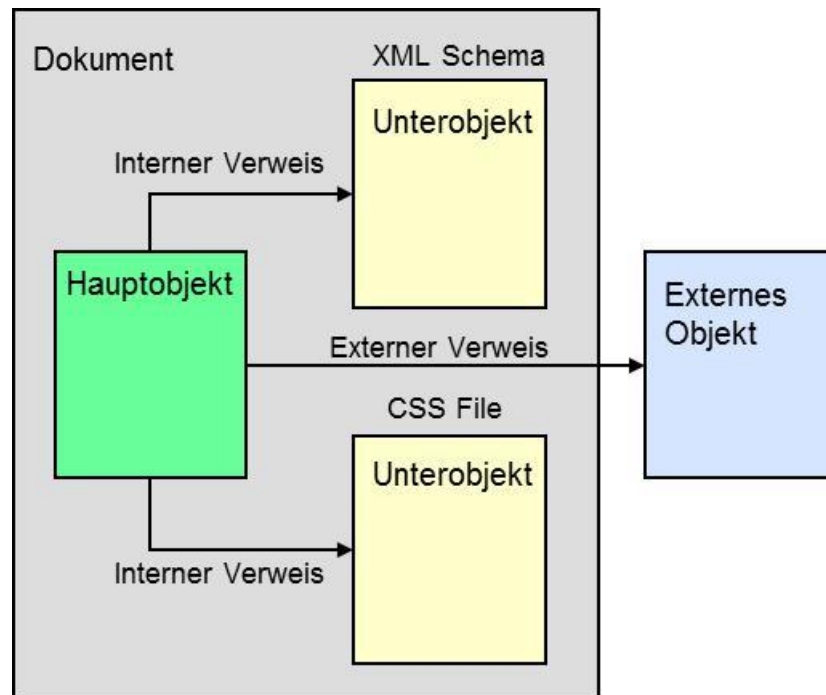 Dokument
XML Schema
Unterobjekt
Interner Verweis
Hauptobjekt
Externes
Objekt
Externer Verweis
CSS File
Unterobjekt
Interner Verweis